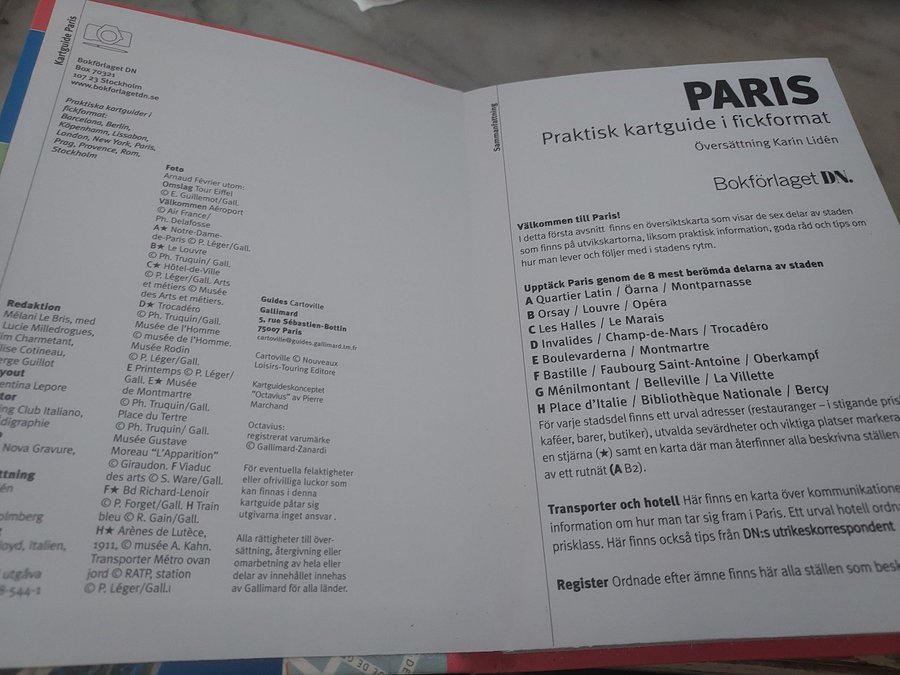 Kartguide Paris
Bokförlaget DN
Box 70321
107 23 Stockholm
www.bokforlagetdn.se
Praktiska kartguider i
fickformat:
Barcelona, Berlin,
Köpenhamn, Lissabon,
London, New York, Paris,
Prag, Provence, Rom,
Stockholm
Redaktion
Mélani Le Bris, med
Lucie Milledrogues,
Charmetant,
Cotineau,
Guillot
Lepore
Club Italiano,
Nova Gravure,
Italien,
utgåva
8-544-1
Foto
Arnaud Février utom:
Omslag Tour Eiffel
© E. Guillemot/Gall.
Välkommen Aéroport
© Air France/
Ph. Delafosse
A★ Notre-Dame-
de-Paris © P. Léger/Gall.
B★ Le Louvre
© Ph. Truquin/ Gall.
C★ Hôtel-de-Ville
© P. Léger/Gall. Arts
et métiers © Musée
des Arts et métiers.
D★ Trocadéro
© Ph. Truquin/Gall.
Musée de l'Homme
© musée de l'Homme.
Musée Rodin
© P. Léger/Gall.
E Printemps © P. Léger/
Gall. E★ Musée
de Montmartre
© Ph. Truquin/Gall.
Place du Tertre
© Ph. Truquin/ Gall.
Musée Gustave
Moreau "L'Apparition"
© Giraudon. F Viaduc
des arts © S. Ware/Gall.
F★ Bd Richard-Lenoir
© P. Forget/Gall. H Train
bleu © R. Gain/Gall.
H★ Arènes de Lutèce,
1911, © musée A. Kahn.
Transporter Métro ovan
jord © RATP, station
© P. Léger/Gall.
Guides Cartoville
Gallimard
5, rue Sébastien-Bottin
75007 Paris
cartoville@guides.gallimard.tm.fr
Cartoville © Nouveaux
Loisirs-Touring Editore
Kartguideskonceptet
"Octavius" av Pierre
Marchand
Octavius:
registrerat varumärke
© Gallimard-Zanardi
För eventuella felaktigheter
eller ofrivilliga luckor som
kan finnas i denna
kartguide påtar sig
utgivarna inget ansvar .
Alla rättigheter till över-
sättning, återgivning eller
omarbetning av hela eller
delar av innehållet innehas
av Gallimard för alla länder.
Sammanfattning
PARIS
Praktisk kartguide i fickformat
Översättning Karin Lidén
Bokförlaget DN.
Välkommen till Paris!
I detta första avsnitt finns en översiktskarta som visar de sex delar av staden
som finns på utvikskartorna, liksom praktisk information, goda råd och tips om
hur man lever och följer med i stadens rytm.
Upptäck Paris genom de 8 mest berömda delarna av staden
A Quartier Latin / Öarna / Montparnasse
B Orsay / Louvre / Opéra
C Les Halles / Le Marais
D Invalides / Champ-de-Mars / Trocadéro
E Boulevarderna / Montmartre
F Bastille / Faubourg Saint-Antoine / Oberkampf
G Ménilmontant / Belleville / La Villette
H Place d'Italie / Bibliothèque Nationale / Bercy
För varje stadsdel finns ett urval adresser (restauranger – i stigande pris
kaféer, barer, butiker), utvalda sevärdheter och viktiga platser markera
en stjärna (★) samt en karta där man återfinner alla beskrivna ställen
av ett rutnät (A B2).
Transporter och hotell Här finns en karta över kommunikatione
information om hur man tar sig fram i Paris. Ett urval hotell ordn
prisklass. Här finns också tips från DN:s utrikeskorrespondent
Register Ordnade efter ämne finns här alla ställen som besk